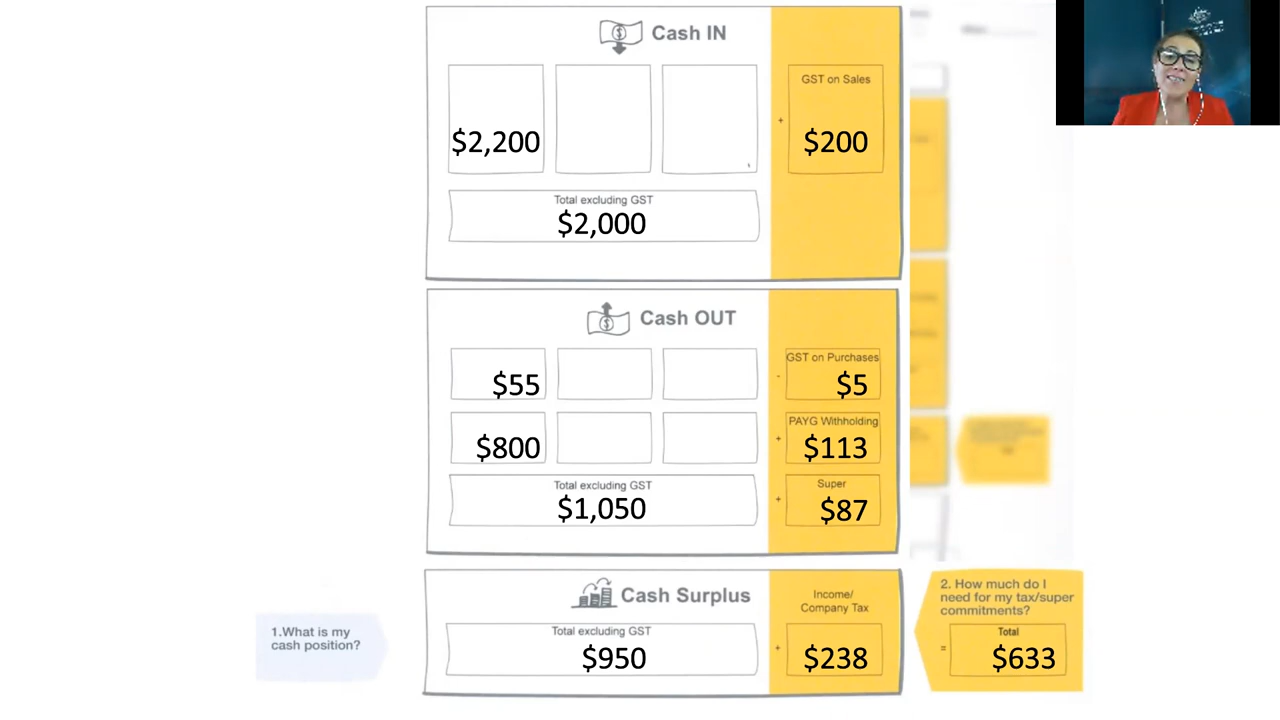 Cash IN
GST on Sales
$2,200
+
$200
Total excluding GST
$2,000
Cash OUT
GST on Purchases
$55
-
$5
PAYG Withholding
$800
+
$113
Total excluding GST
Super
$1,050
+
$87
Cash Surplus
Income/
Company Tax
2. How much do I
need for my tax/super
commitments?
1.What is my
cash position?
Total excluding GST
$950
+
$238
Total
=
$633